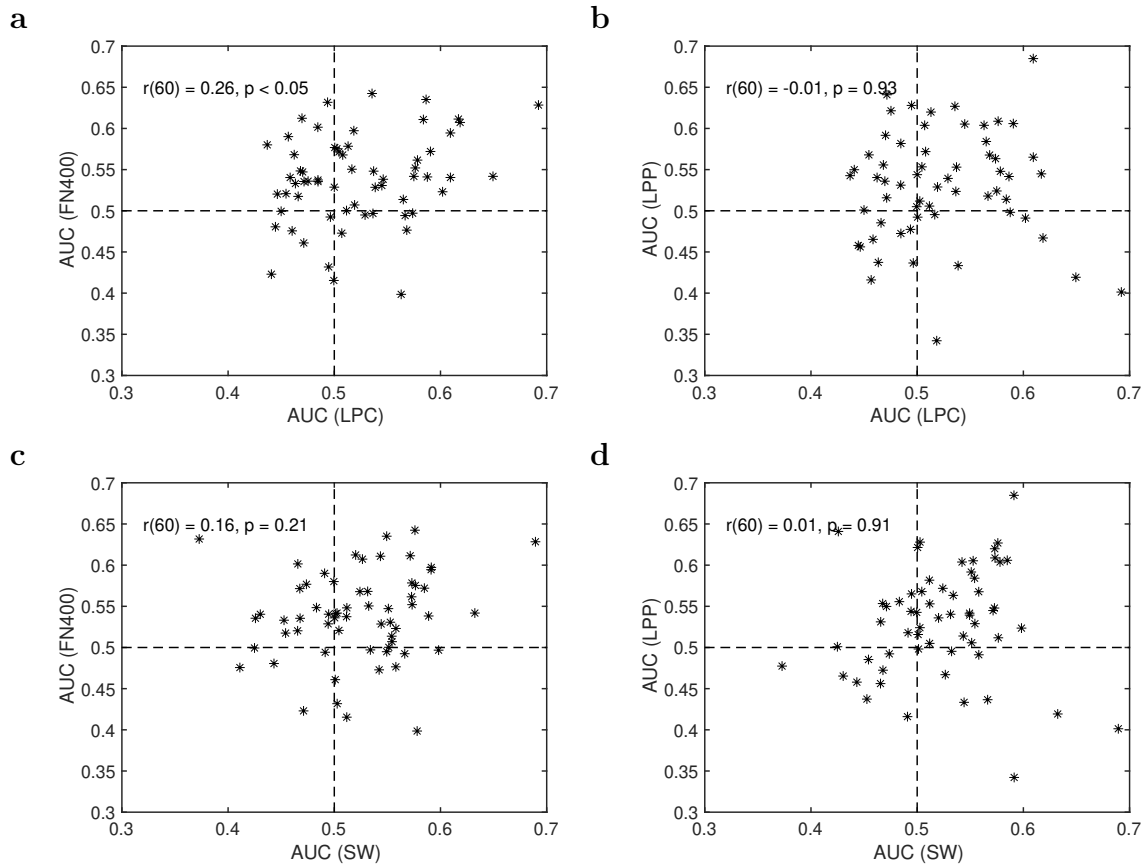 a
0.7
0.65
0.6
0.55
0.5
0.45
0.4
0.35
0.3
AUC (FN400)
r(60) = 0.26, p < 0.05
0.3 0.4 0.5 0.6 0.7
AUC (LPC)
b
0.7
0.65
0.6
0.55
0.5
0.45
0.4
0.35
0.3
AUC (LPP)
r(60) = -0.01, p = 0.93
0.3 0.4 0.5 0.6 0.7
AUC (LPC)
c
0.7
0.65
0.6
0.55
0.5
0.45
0.4
0.35
0.3
AUC (FN400)
r(60) = 0.16, p = 0.21
0.3 0.4 0.5 0.6 0.7
AUC (SW)
d
0.7
0.65
0.6
0.55
0.5
0.45
0.4
0.35
0.3
AUC (LPP)
r(60) = 0.01, p = 0.91
0.3 0.4 0.5 0.6 0.7
AUC (SW)